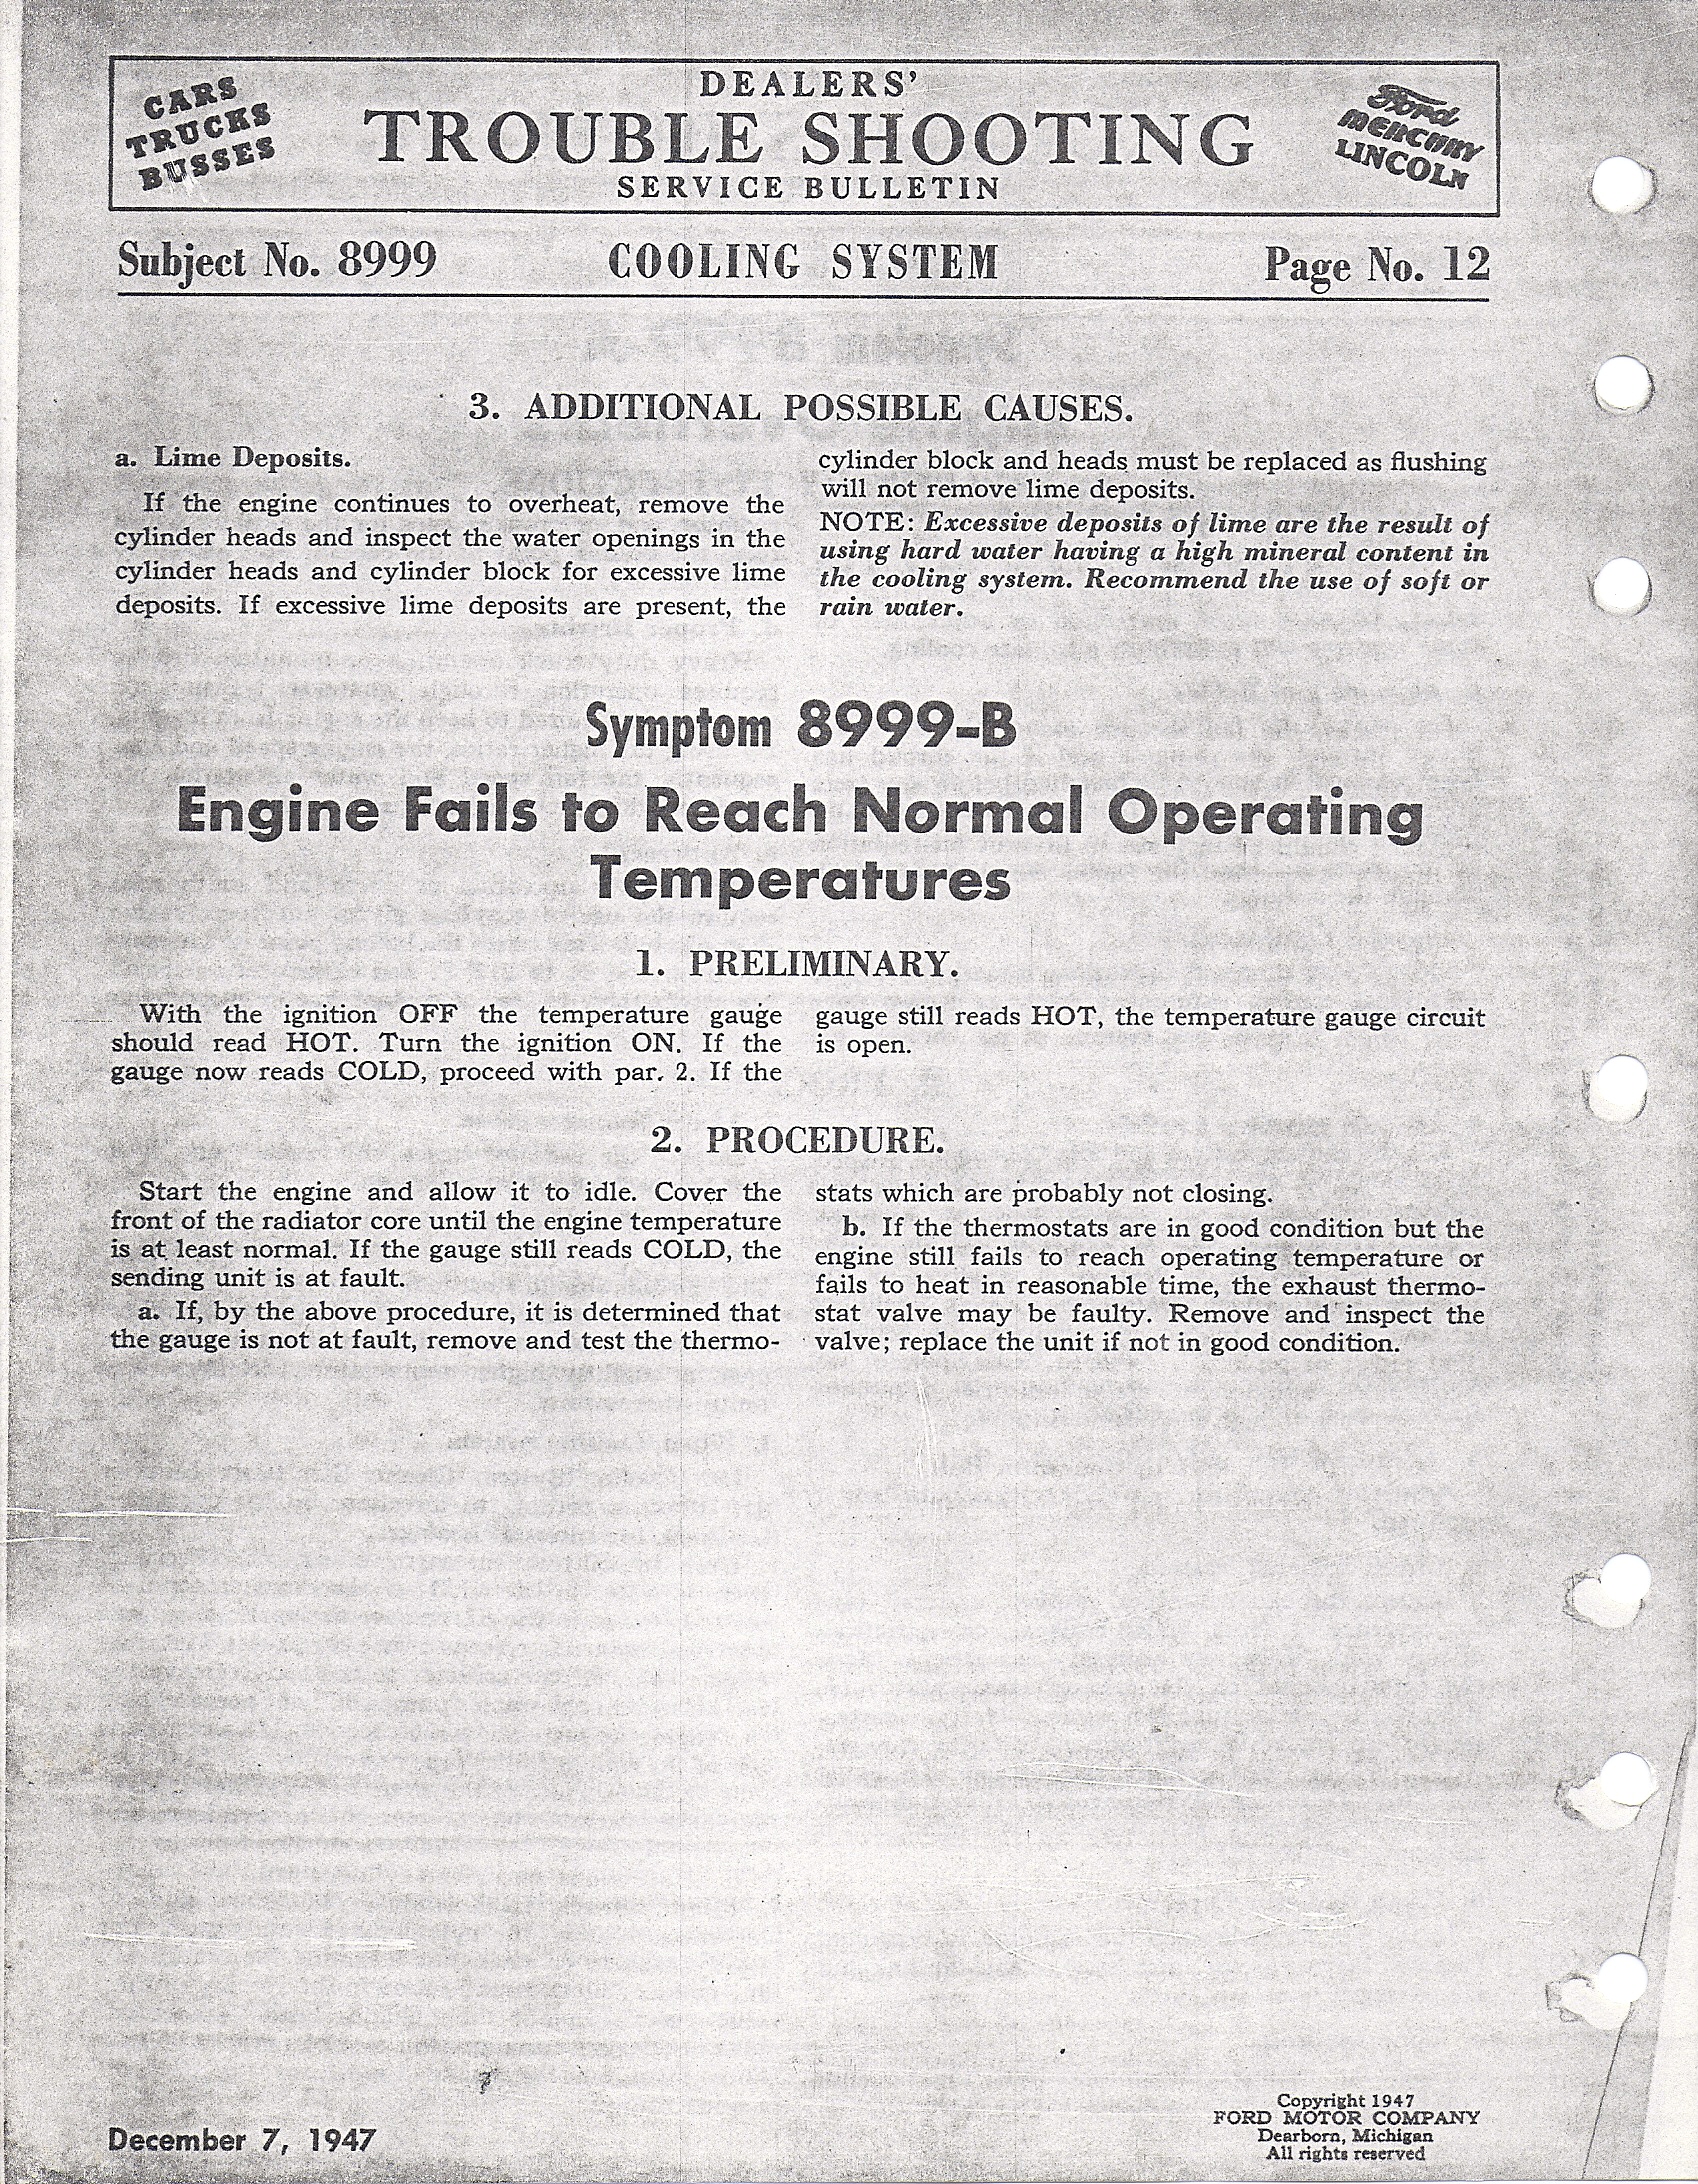 CARS
TRUCKS
BUSSES
DEALERS'
TROUBLE SHOOTING
SERVICE BULLETIN
Ford
MERCURY
LINCOLN
Subject No. 8999
COOLING SYSTEM
Page No. 12
3. ADDITIONAL POSSIBLE CAUSES.
a. Lime Deposits.
If the engine continues to overheat, remove the
cylinder heads and inspect the water openings in the
cylinder heads and cylinder block for excessive lime
deposits. If excessive lime deposits are present, the
cylinder block and heads must be replaced as flushing
will not remove lime deposits.
NOTE: Excessive deposits of lime are the result of
using hard water having a high mineral content in
the cooling system. Recommend the use of soft or
rain water.
Symptom 8999-B
Engine Fails to Reach Normal Operating
Temperatures
1. PRELIMINARY.
With the ignition OFF the temperature gauge
should read HOT. Turn the ignition ON. If the
gauge now reads COLD, proceed with par. 2. If the
gauge still reads HOT, the temperature gauge circuit
is open.
2. PROCEDURE.
Start the engine and allow it to idle. Cover the
front of the radiator core until the engine temperature
is at least normal. If the gauge still reads COLD, the
sending unit is at fault.
a. If, by the above procedure, it is determined that
the gauge is not at fault, remove and test the thermo-
stats which are probably not closing.
b. If the thermostats are in good condition but the
engine still fails to reach operating temperature or
fails to heat in reasonable time, the exhaust thermo-
stat valve may be faulty. Remove and inspect the
valve; replace the unit if not in good condition.
December 7, 1947
Copyright 1947
FORD MOTOR COMPANY
Dearborn, Michigan
All rights reserved